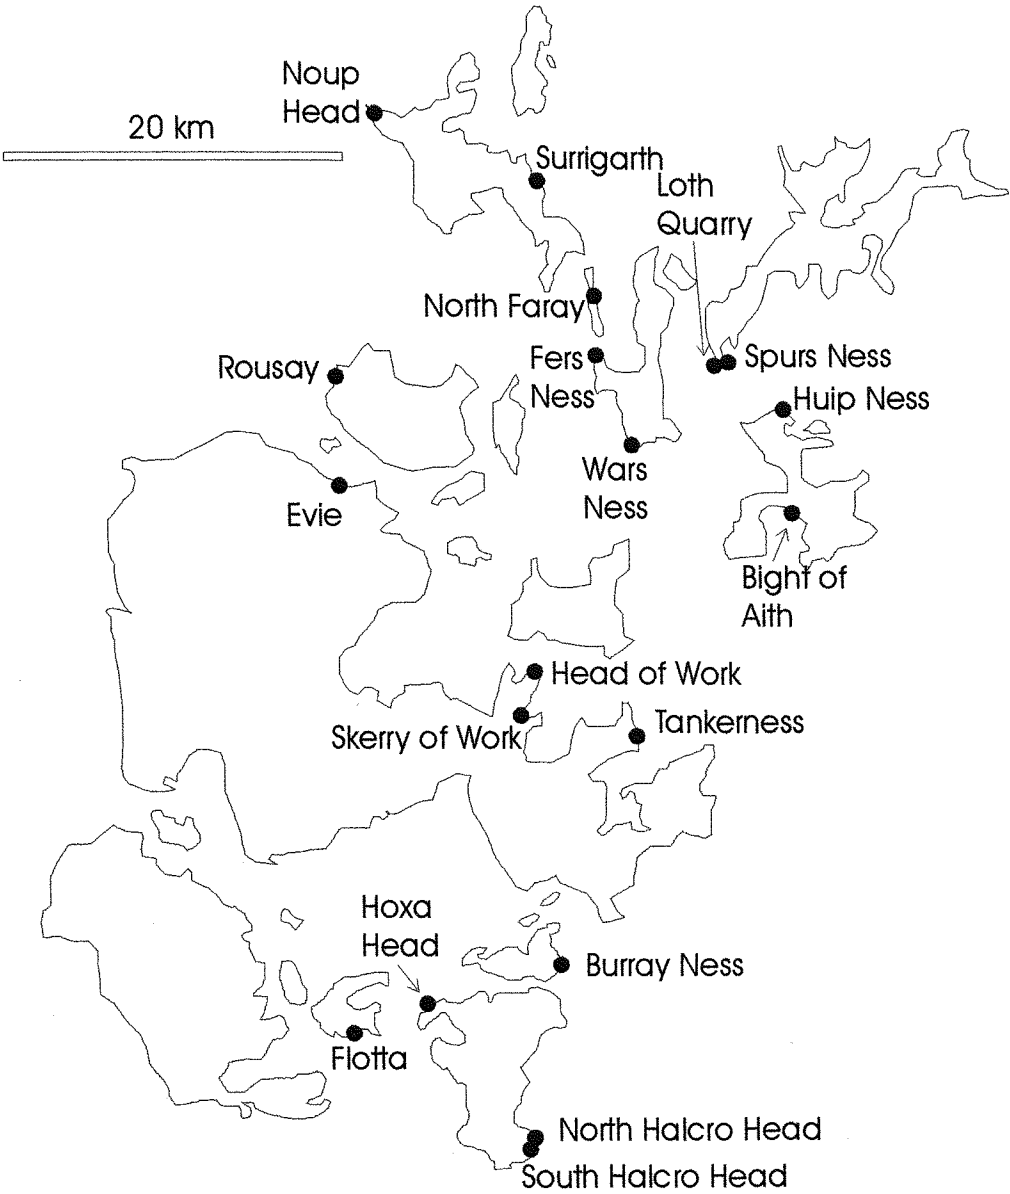 Noup
Head
20 km
Surrigarth
Loth
Quarry
North Faray
Rousay
Fers
Ness
Spurs Ness
Huip Ness
Wars
Ness
Evie
Bight of
Aith
Head of Work
Skerry of Work
Tankerness
Hoxa
Head
Burray Ness
Flotta
North Halcro Head
South Halcro Head